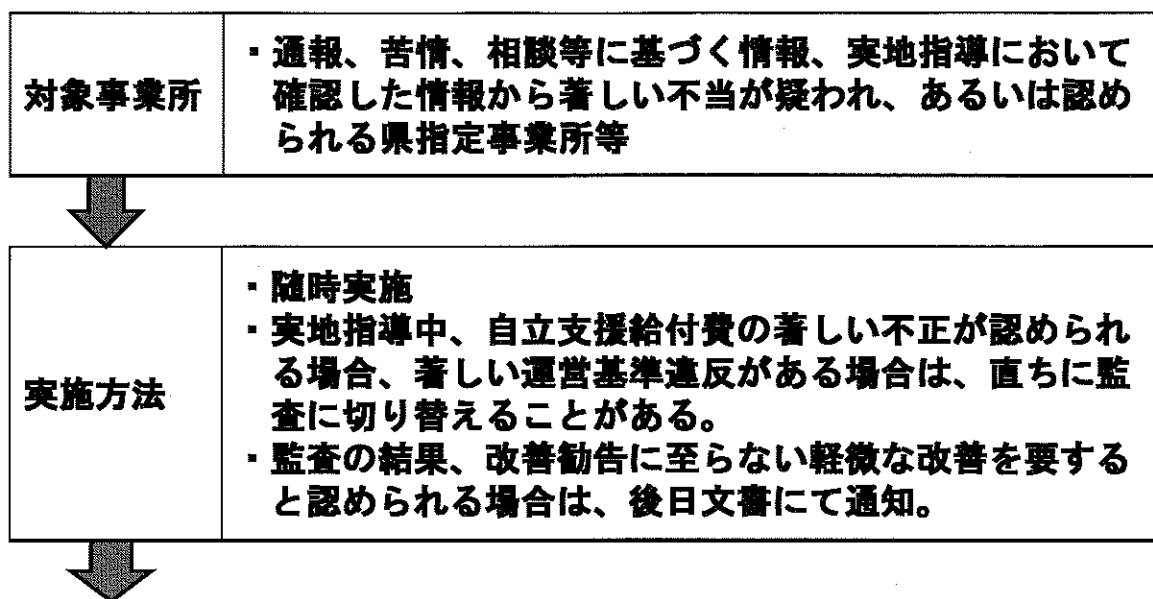 対象事業所
・通報、苦情、相談等に基づく情報、実地指導において
確認した情報から著しい不当が疑われ、あるいは認め
られる県指定事業所等
実施方法
・随時実施
・実地指導中、自立支援給付費の著しい不正が認められ
る場合、著しい運営基準違反がある場合は、直ちに監
査に切り替えることがある。
・監査の結果、改善勧告に至らない軽微な改善を要する
と認められる場合は、後日文書にて通知。